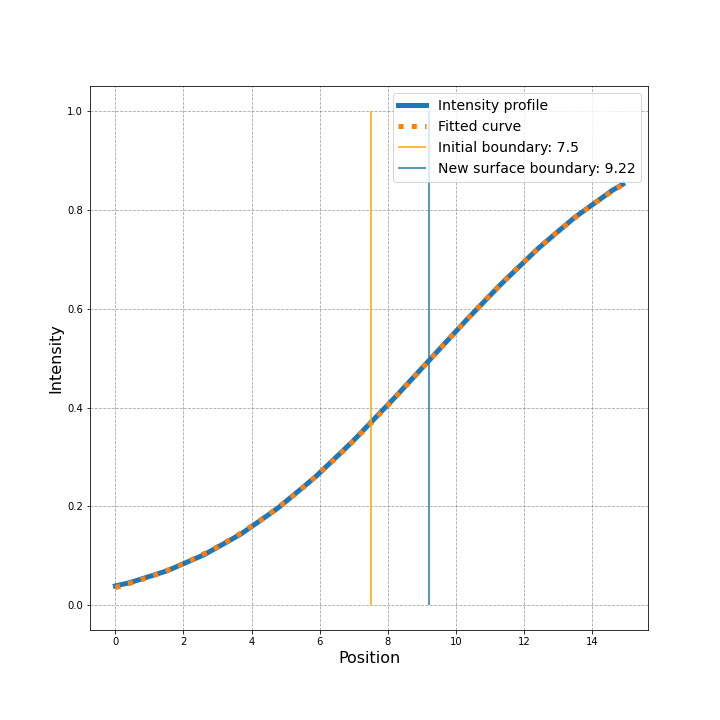 Intensity profile
Fitted curve
Initial boundary: 7.5
New surface boundary: 9.22
1.0
0.8
0.6
0.4
0.2
0.0
Intensity
0 2 4 6 8 10 12 14
Position